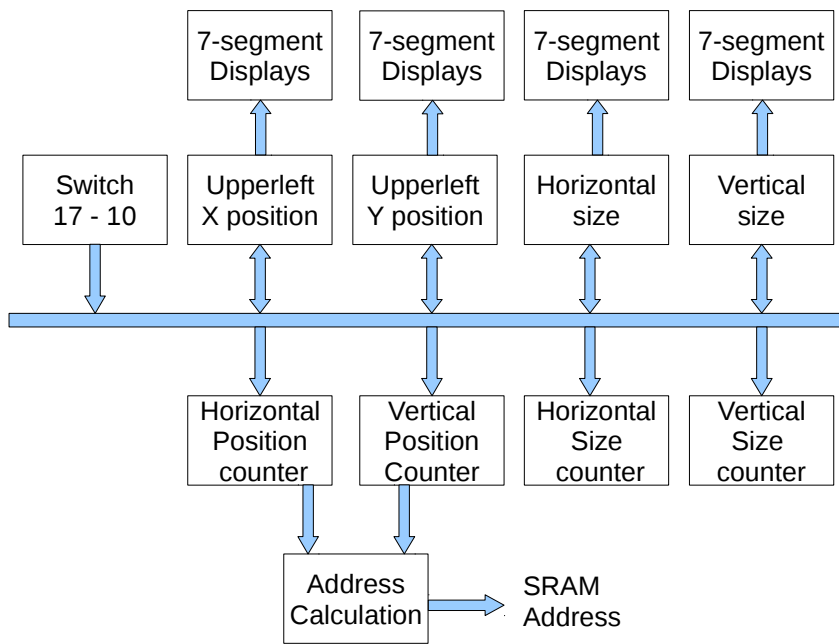 7-segment
Displays
7-segment
Displays
7-segment
Displays
7-segment
Displays
Switch
17 - 10
Upperleft
X position
Upperleft
Y position
Horizontal
size
Vertical
size
Horizontal
Position
counter
Vertical
Position
Counter
Horizontal
Size
counter
Vertical
Size
counter
Address
Calculation
SRAM
Address